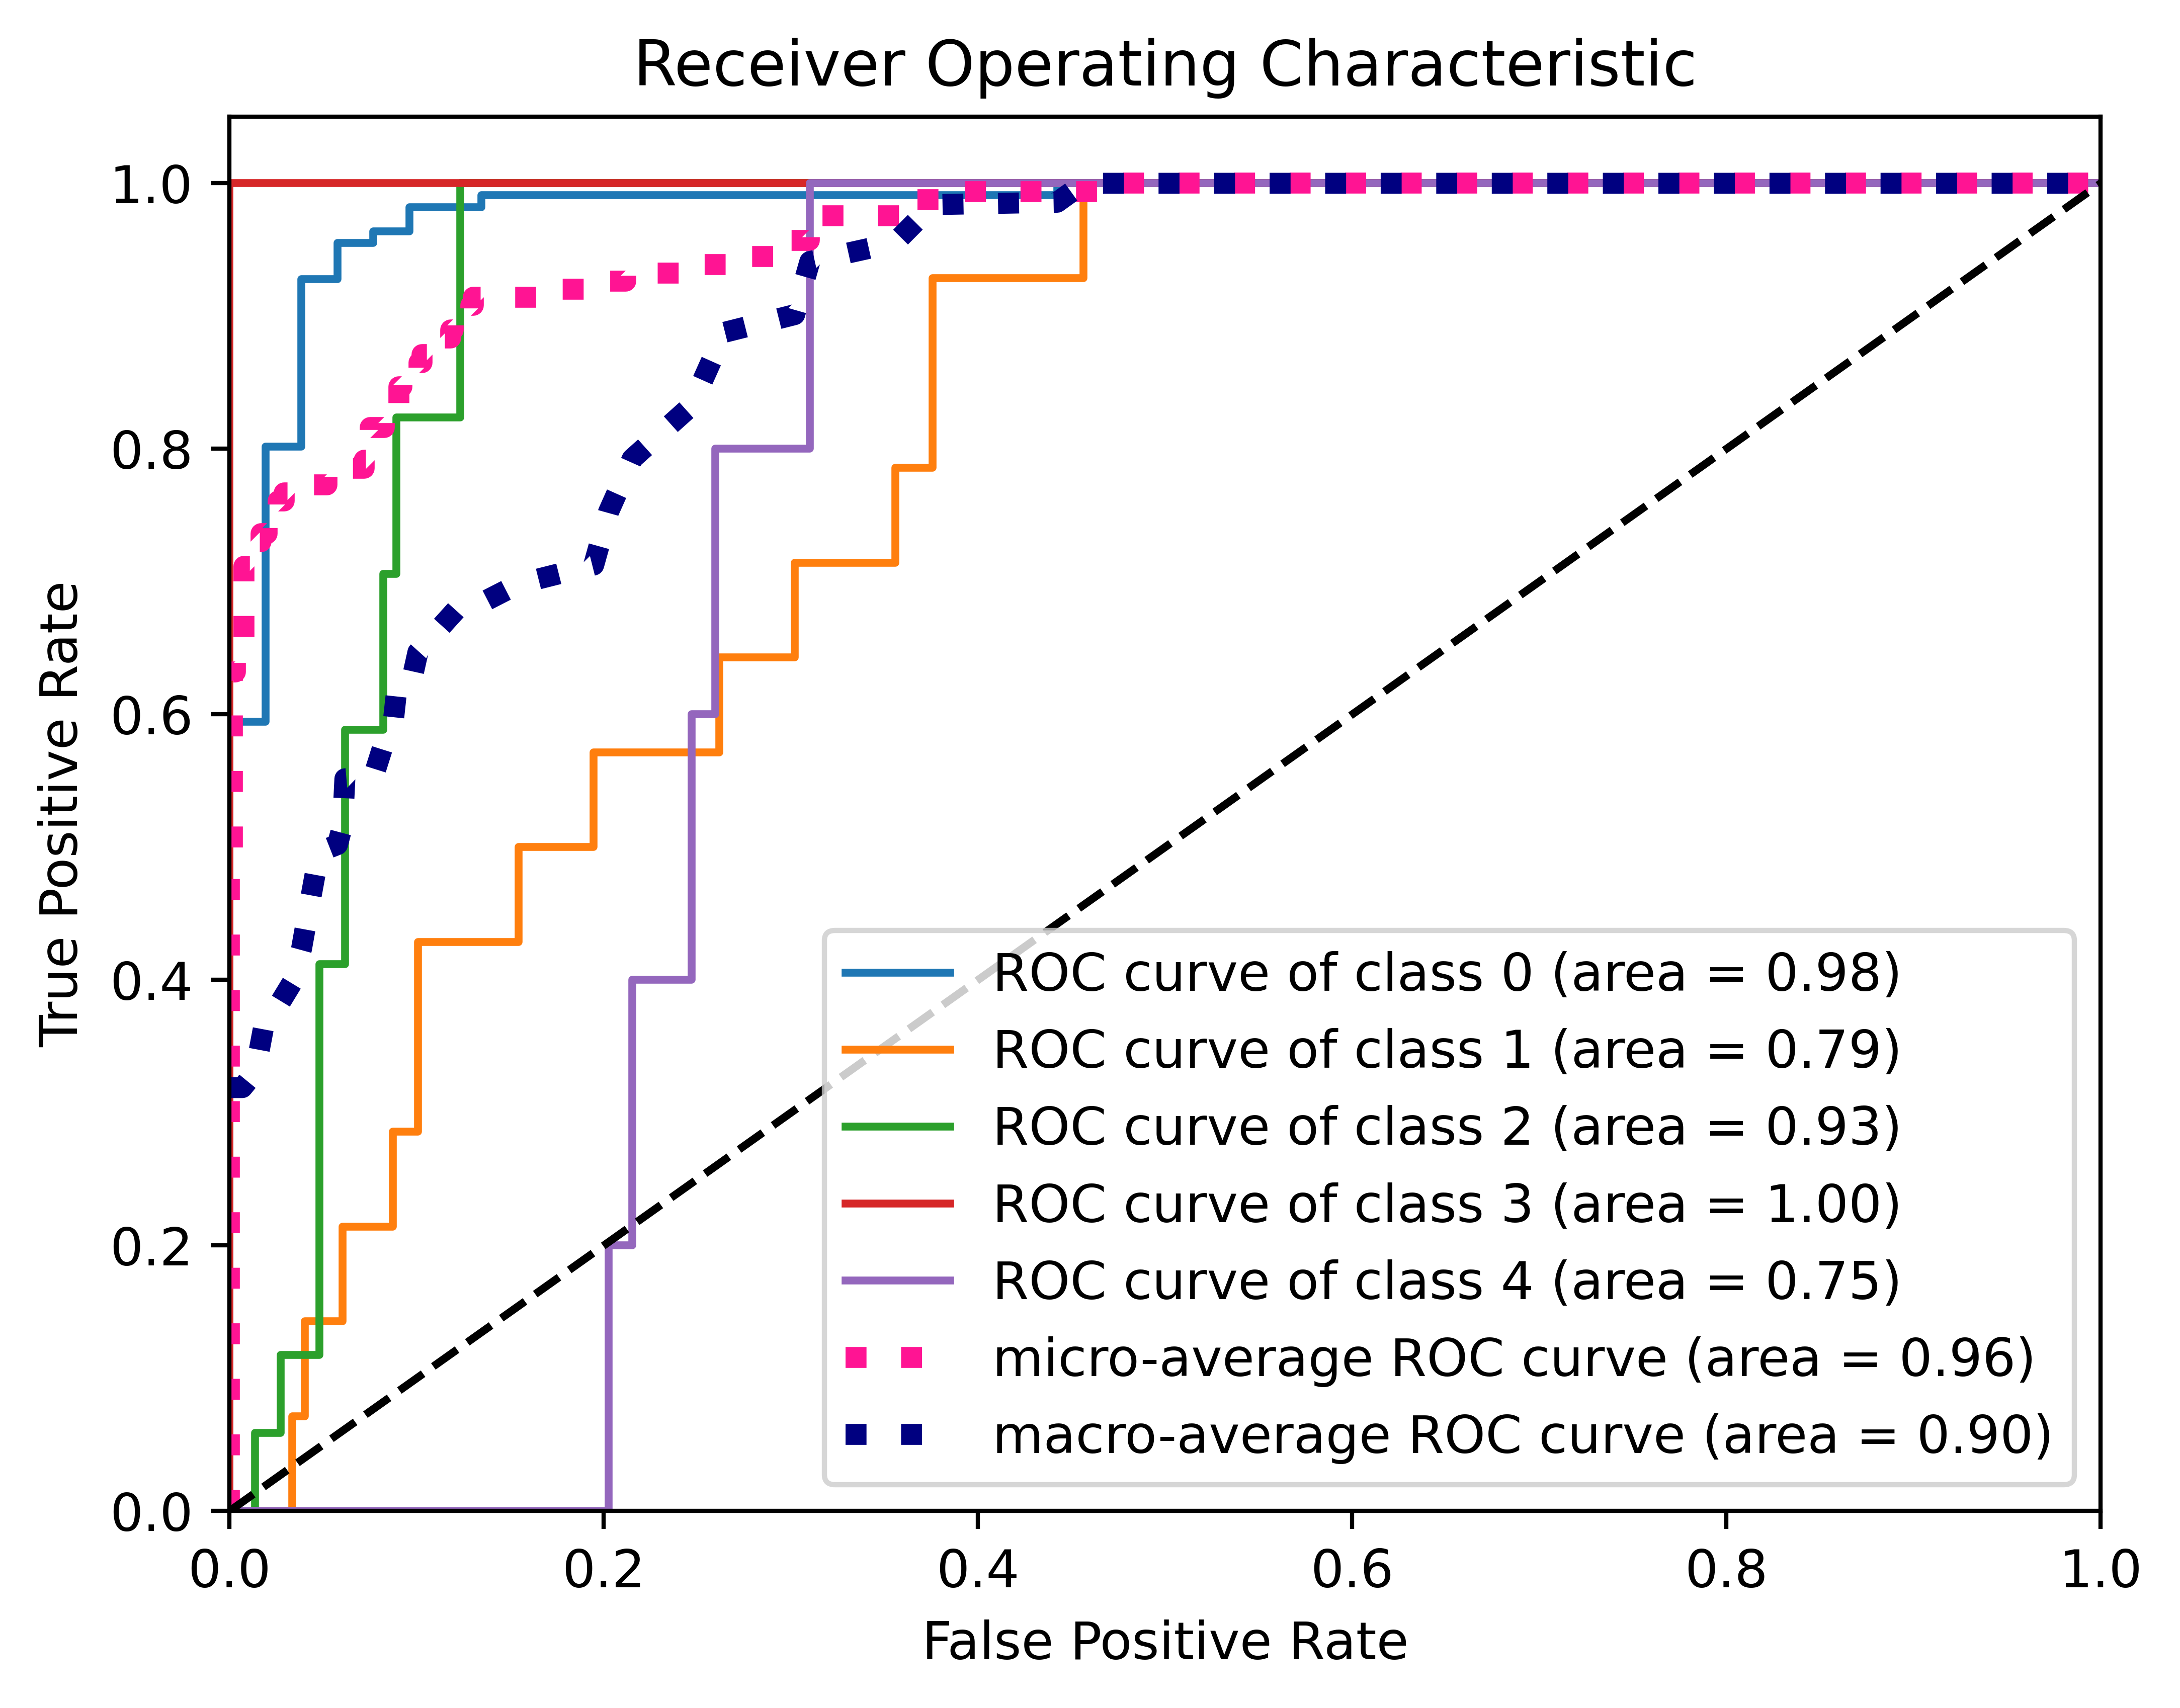 Receiver Operating Characteristic
1.0
0.8
0.6
0.4
0.2
0.0
True Positive Rate
ROC curve of class 0 (area = 0.98)
ROC curve of class 1 (area = 0.79)
ROC curve of class 2 (area = 0.93)
ROC curve of class 3 (area = 1.00)
ROC curve of class 4 (area = 0.75)
micro-average ROC curve (area = 0.96)
macro-average ROC curve (area = 0.90)
0.0 0.2 0.4 0.6 0.8 1.0
False Positive Rate